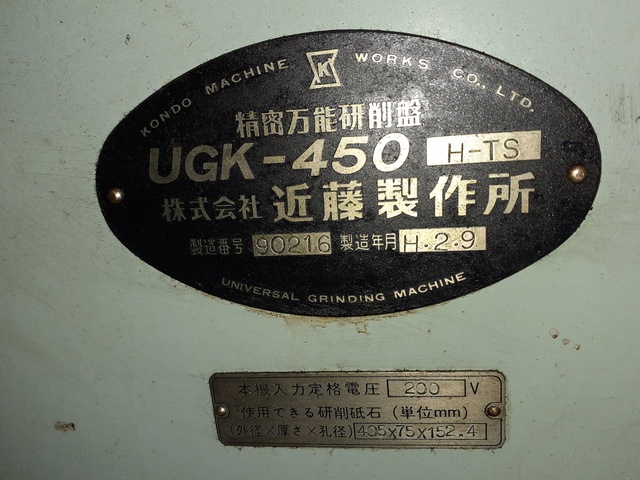 KONDO MACHINE K WORKS CO., LTD.
精密万能研削盤
UGK-450 H-TS
株式会社 近藤製作所
製造番号 90216 製造年月 H.2.9
UNIVERSAL GRINDING MACHINE
本機入力定格電圧 200 V
使用できる研削砥石 (単位mm)
(外径×厚さ×孔径) 405x75x152.4